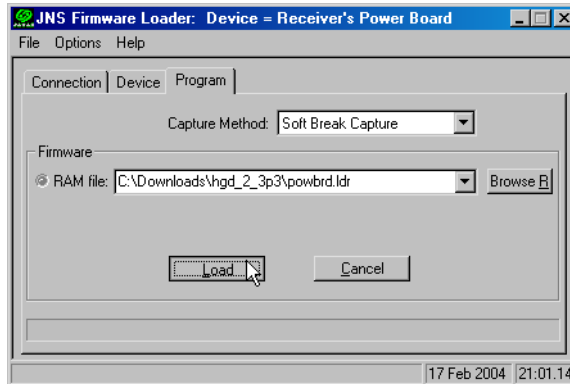 JNS Firmware Loader: Device = Receiver's Power Board
File Options Help
Connection Device Program
Capture Method: Soft Break Capture
Firmware
RAM file: C:\Downloads\hgd_2_3p3\powbrd.ldr Browse R
Load Cancel
17 Feb 2004 21:01.14